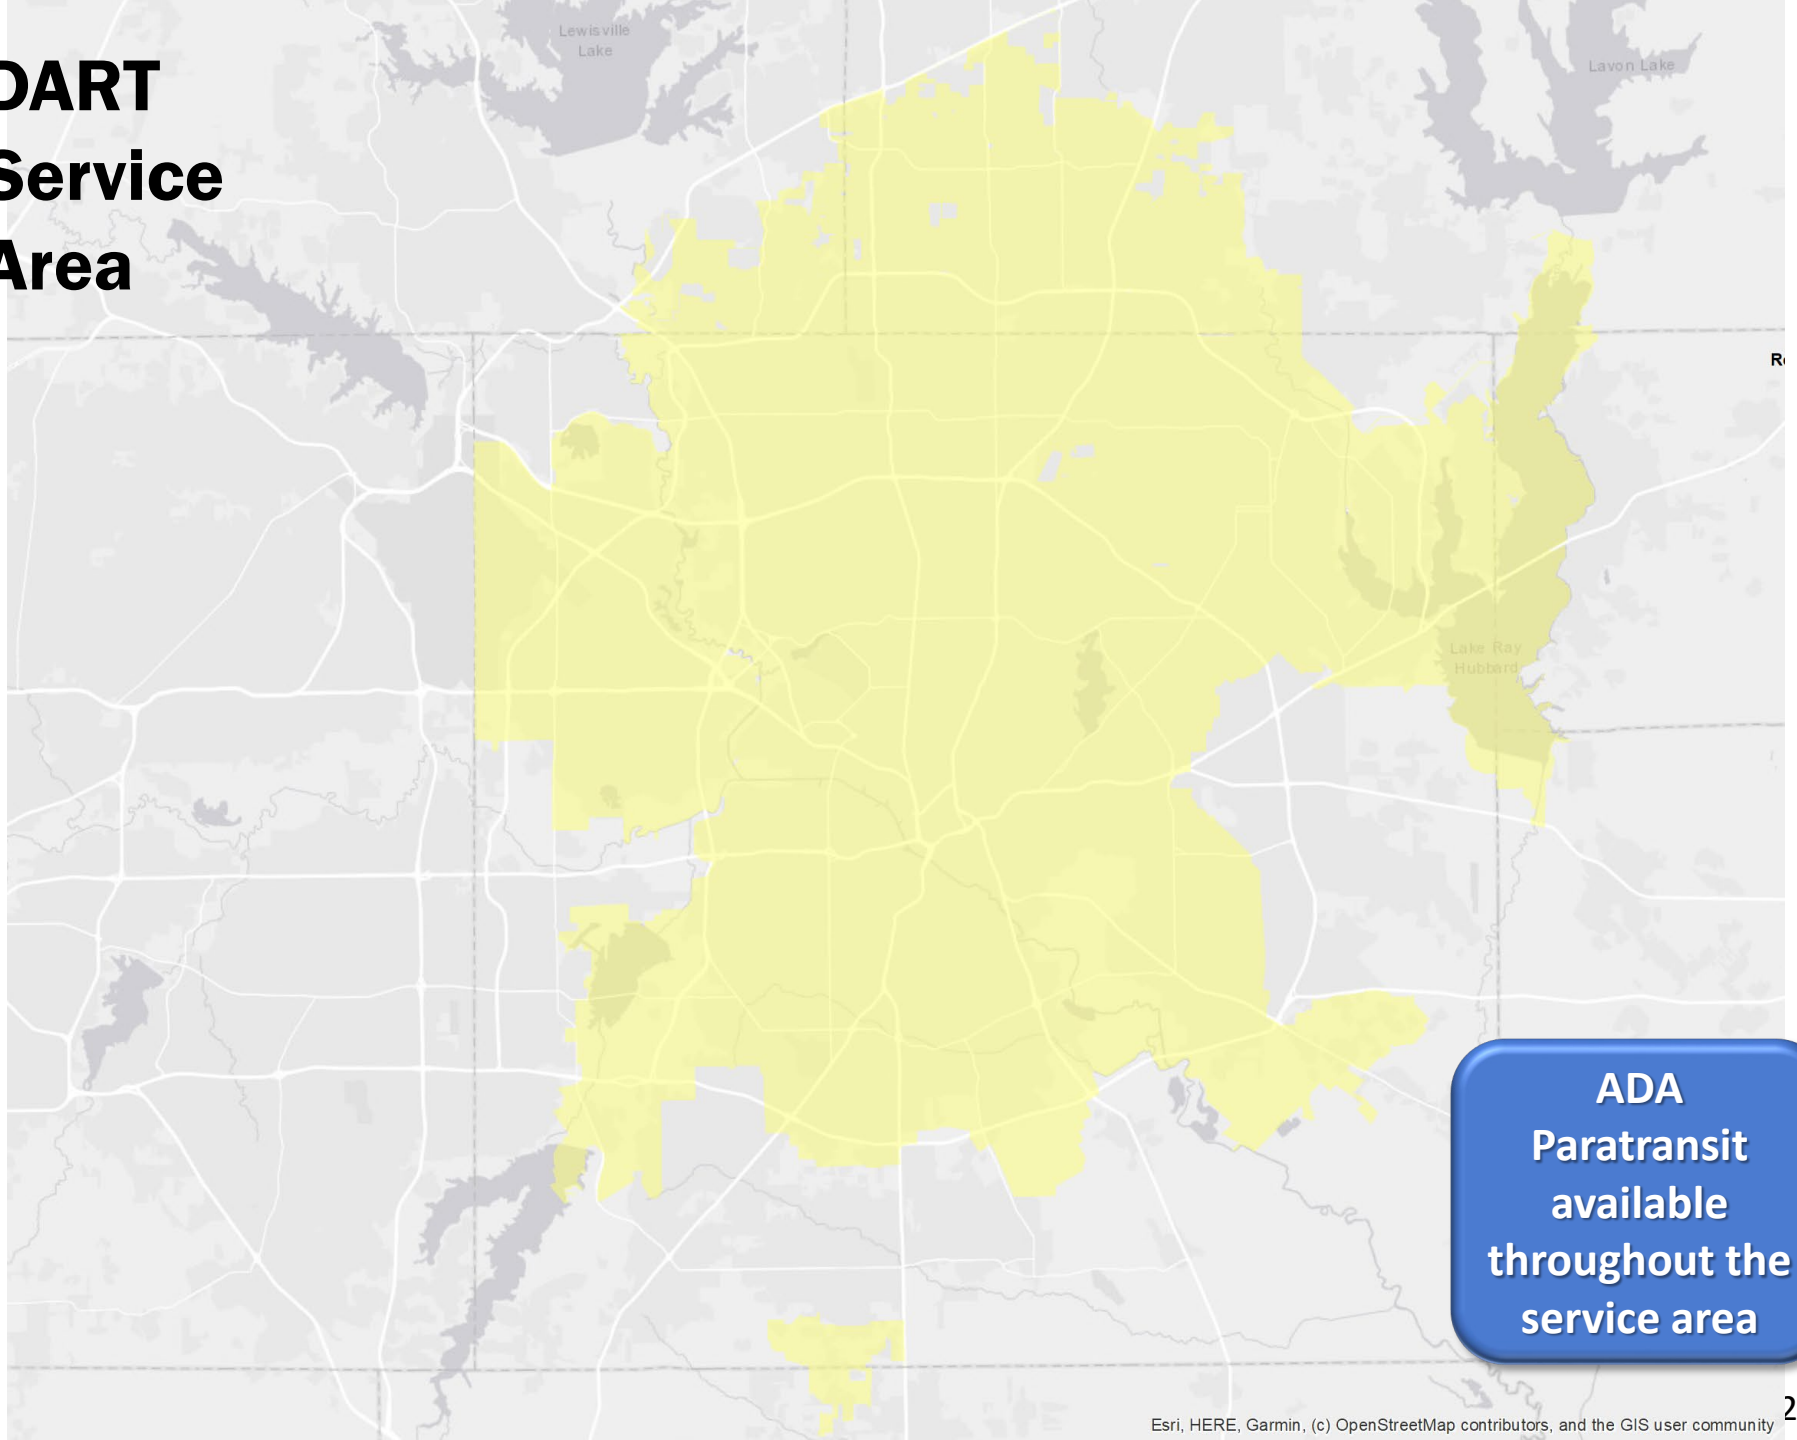 DART
Service
Area
Lewisville
Lake
Lavon Lake
Lake Ray
Hubbard
ADA
Paratransit
available
throughout the
service area
2
Esri, HERE, Garmin, (c) OpenStreetMap contributors, and the GIS user community